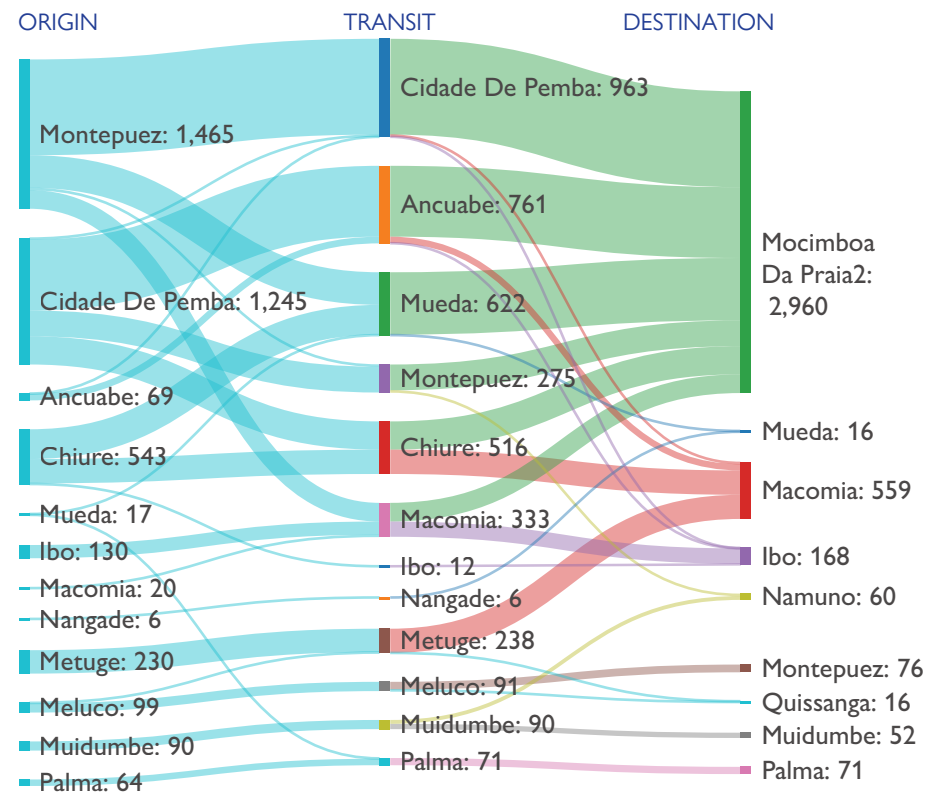 ORIGIN
TRANSIT
DESTINATION
Montepuez: 1,465
Cidade De Pemba: 1,245
Ancuabe: 69
Chiure: 543
Mueda: 17
Ibo: 130
Macomia: 20
Nangade: 6
Metuge: 230
Meluco: 99
Muidumbe: 90
Palma: 64
Cidade De Pemba: 963
Ancuabe: 761
Mueda: 622
Montepuez: 275
Chiure: 516
Macomia: 333
Ibo: 12
Nangade: 6
Metuge: 238
Meluco: 91
Muidumbe: 90
Palma: 71
Mocimboa
Da Praia2:
2,960
Mueda: 16
Macomia: 559
Ibo: 168
Namuno: 60
Montepuez: 76
Quissanga: 16
Muidumbe: 52
Palma: 71